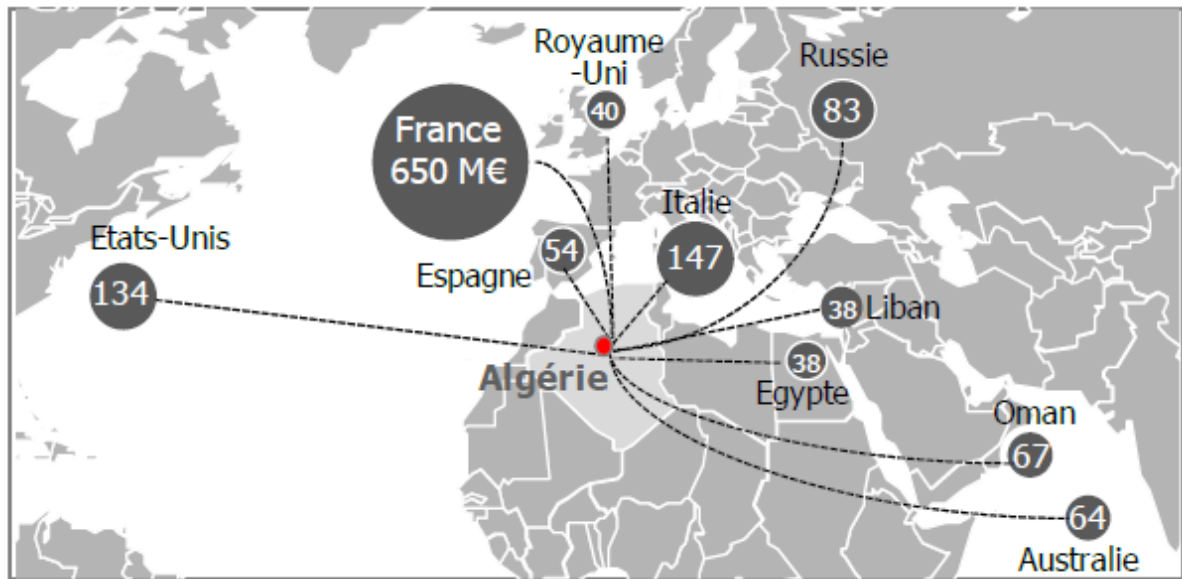 Royaume
-Uni
40
Russie
83
France
650 M€
Etats-Unis
134
Espagne
54
Italie
147
38
Liban
Algérie
38
Egypte
Oman
67
64
Australie